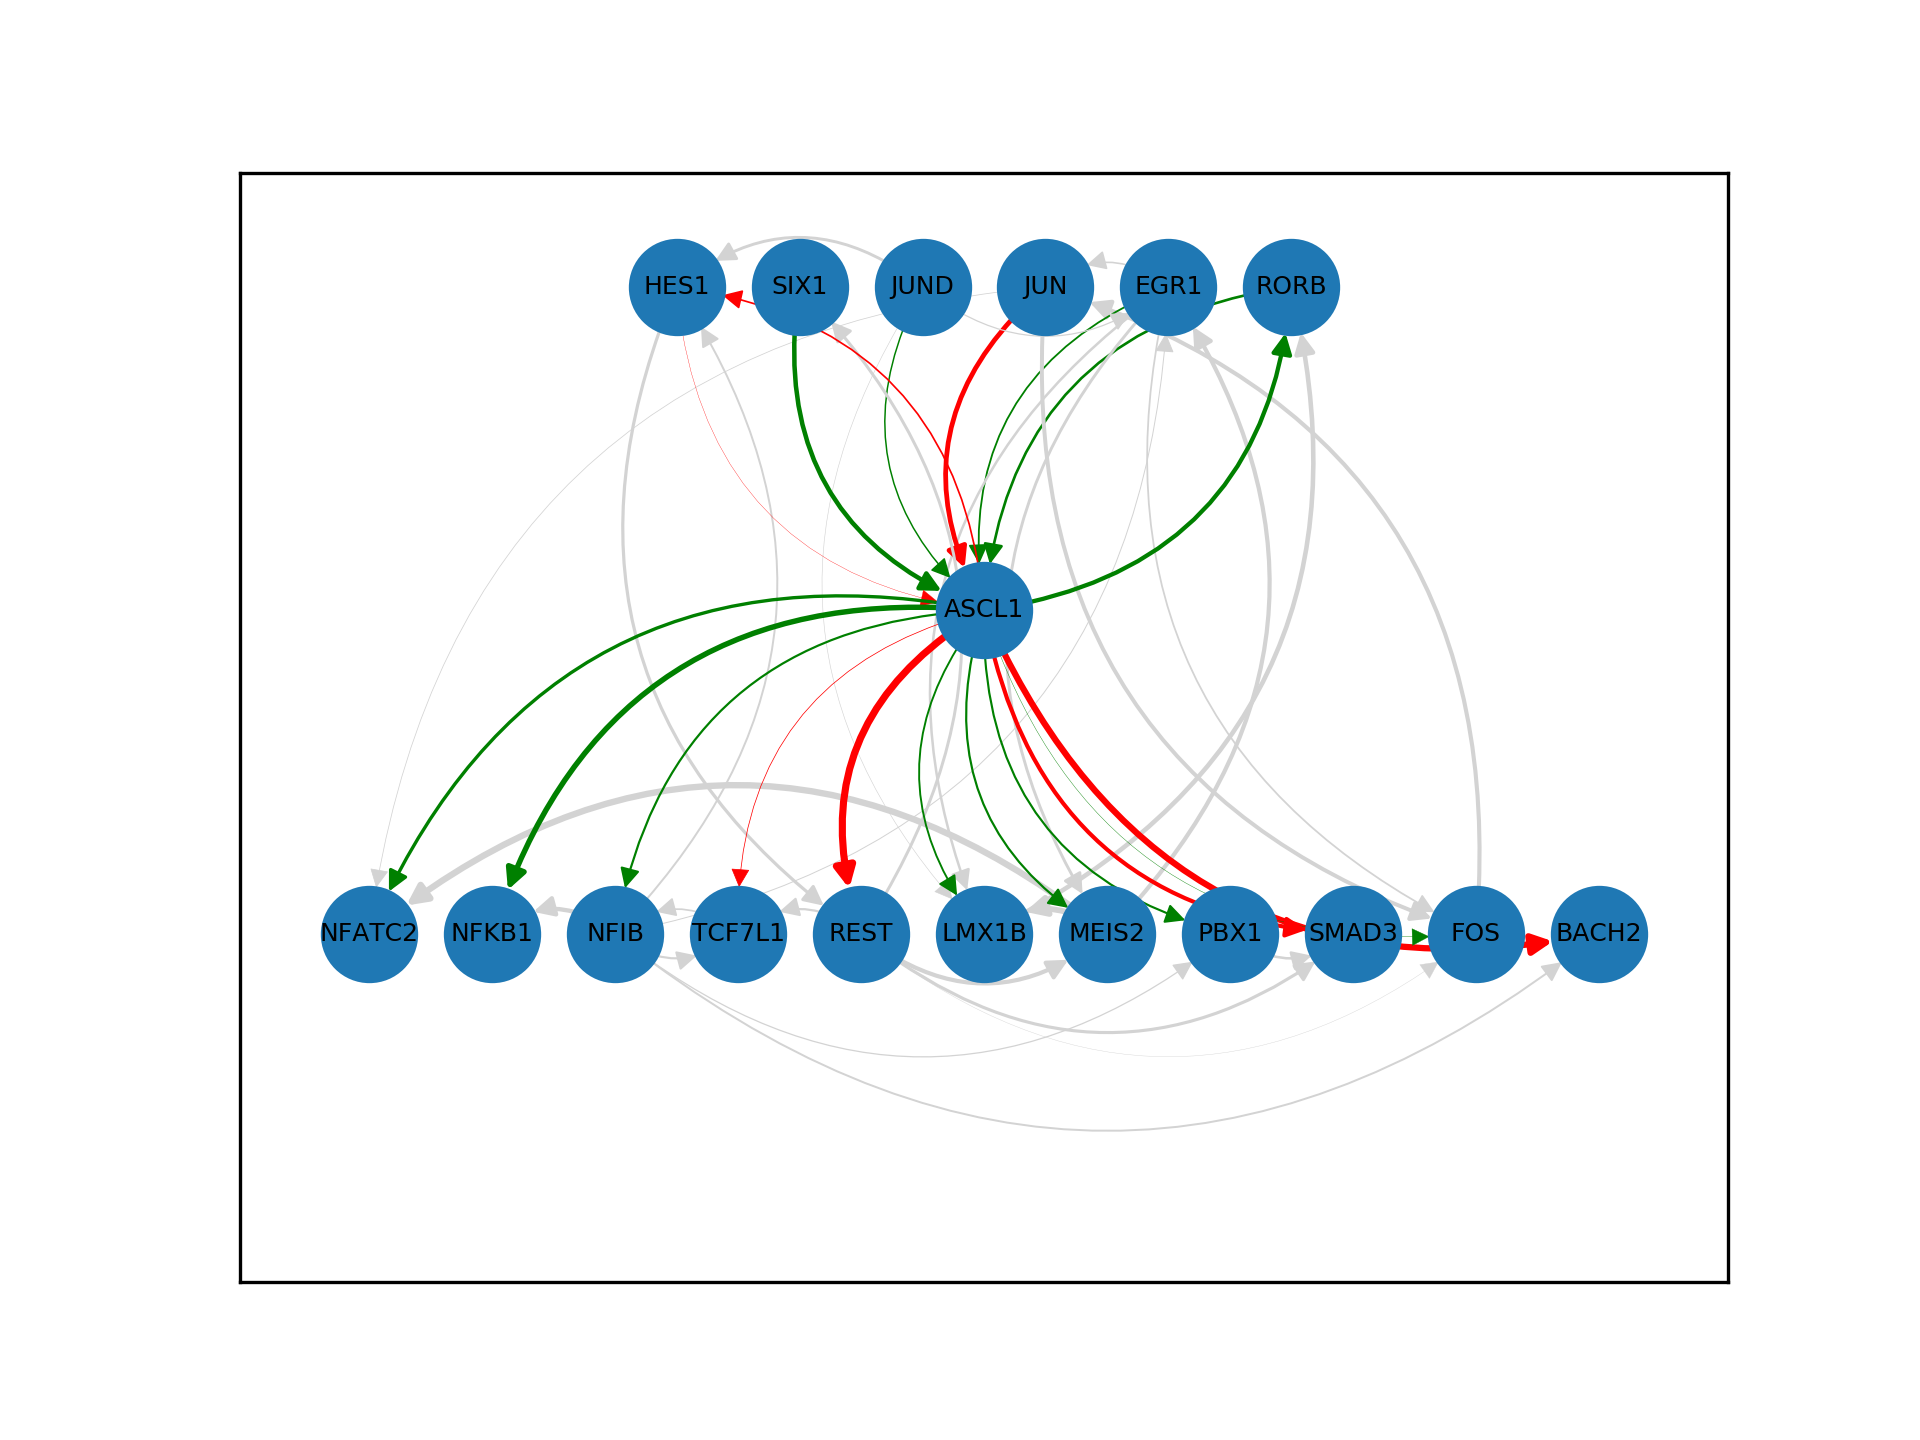 HES1 SIX1 JUND JUN EGR1 RORB
ASCL1
NFATC2 NFKB1 NFIB TCF7L1 REST LMX1B MEIS2 PBX1 SMAD3 FOS BACH2